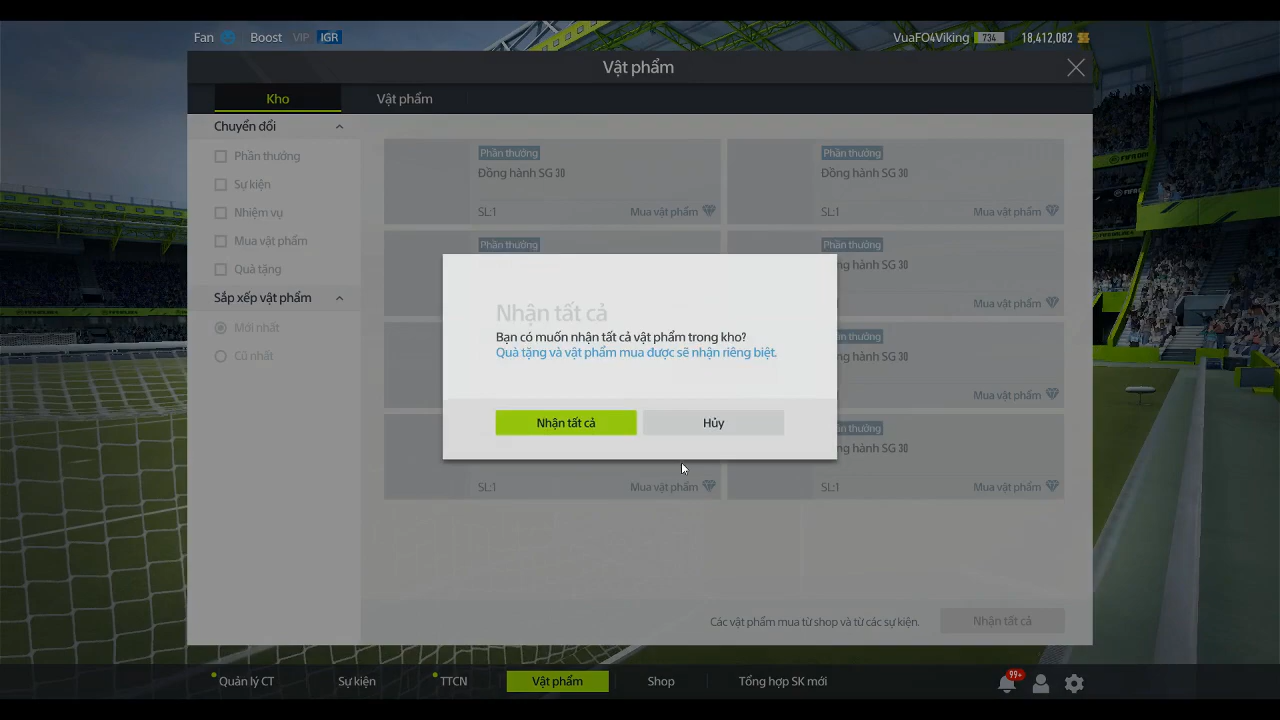 Fan Boost VIP IGR
VuaFO4Viking 734 18,412,082
Vật phẩm
Kho Vật phẩm
Chuyển đổi
Phần thưởng
Sự kiện
Nhiệm vụ
Mua vật phẩm
Quà tặng
Sắp xếp vật phẩm
Mới nhất
Cũ nhất
Phần thưởng
Đồng hành SG 30
SL:1 Mua vật phẩm
Phần thưởng
Đồng hành SG 30
SL:1 Mua vật phẩm
Phần thưởng
Phần thưởng
hành SG 30
Mua vật phẩm
thưởng
hành SG 30
Mua vật phẩm
thưởng
hành SG 30
SL:1 Mua vật phẩm
SL:1 Mua vật phẩm
Nhận tất cả
Bạn có muốn nhận tất cả vật phẩm trong kho?
Quà tặng và vật phẩm mua được sẽ nhận riêng biệt.
Nhận tất cả Hủy
Các vật phẩm mua từ shop và từ các sự kiện. Nhận tất cả
Quản lý CT Sự kiện TTCN Vật phẩm Shop Tổng hợp SK mới 99+